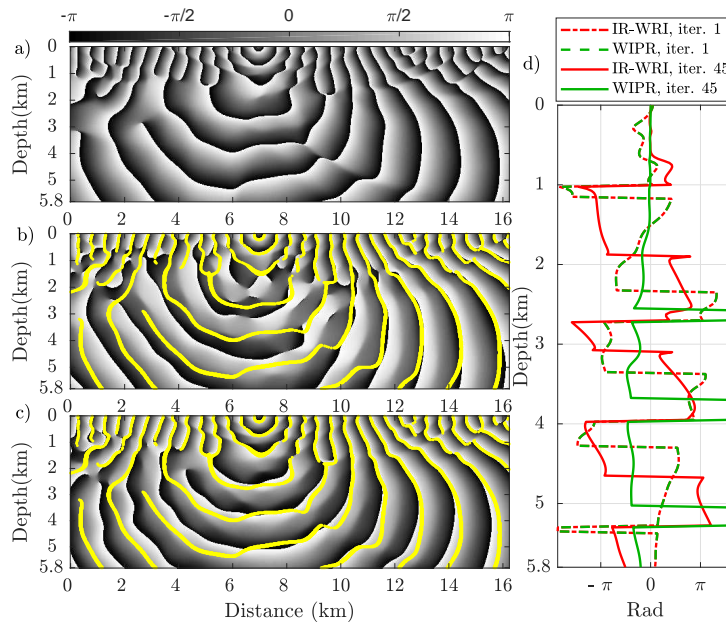 -π -π/2 0 π/2 π
a)
0
1
2
3
4
5.8
Depth(km)
0 2 4 6 8 10 12 14 16
b)
0
1
2
3
4
5
5.8
Depth(km)
0 2 4 6 8 10 12 14 16
c)
0
1
2
3
4
5
5.8
Depth(km)
0 2 4 6 8 10 12 14 16
Distance (km)
IR-WRI, iter. 1
WIPR, iter. 1
IR-WRI, iter. 45
WIPR, iter. 45
d)
0
1
2
3
4
5
5.8
Depth(km)
- π 0 π
Rad